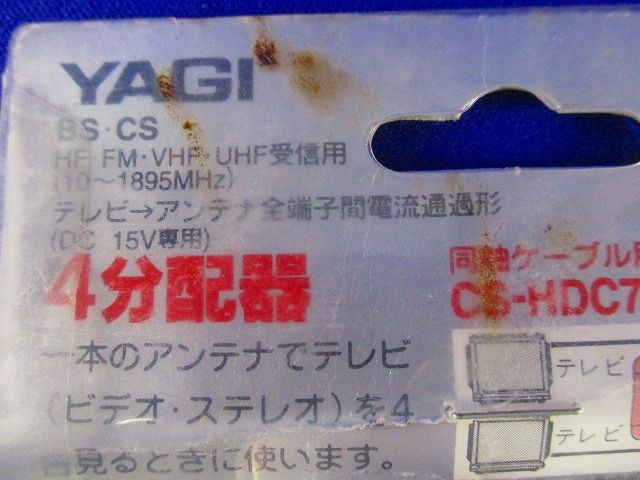 YAGI
BS・CS
HF・FM・VHF・UHF受信用
(10～1895MHz)
テレビ→アンテナ全端子間電流通過形
(DC 15V専用)
4分配器
同軸ケーブル
CS-HDC7
一本のアンテナでテレビ
(ビデオ・ステレオ)を4
台見るときに使います。
テレビ
テレビ